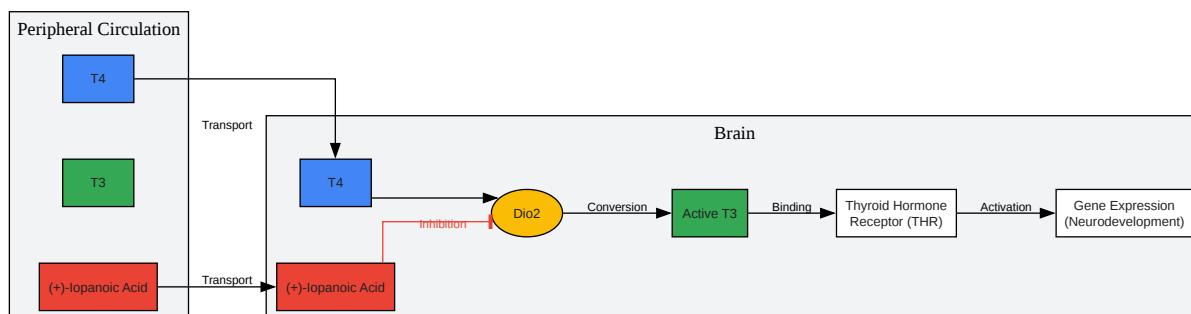 Peripheral Circulation
T4
Transport
Brain
T3
T4
Dio2
Conversion
Active T3
Binding
Thyroid Hormone
Receptor (THR)
Activation
Gene Expression
(Neurodevelopment)
Inhibition
(+)-Iopanoic Acid
Transport
(+)-Iopanoic Acid